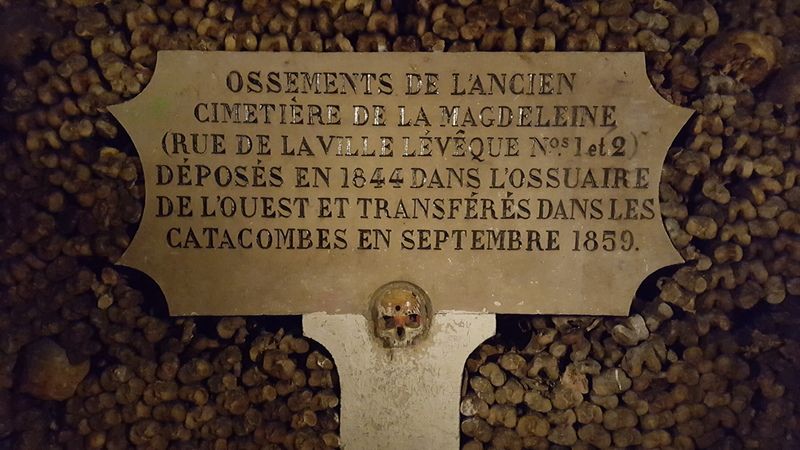 OSSEMENTS DE L'ANCIEN
CIMETIÈRE DE LA MAGDELEINE
(RUE DE LA VILLE LÉVÊQUE Nos 1 et 2)
DÉPOSÉS EN 1844 DANS L'OSSUAIRE
DE L'OUEST ET TRANSFÉRÉS DANS LES
CATACOMBES EN SEPTEMBRE 1859.